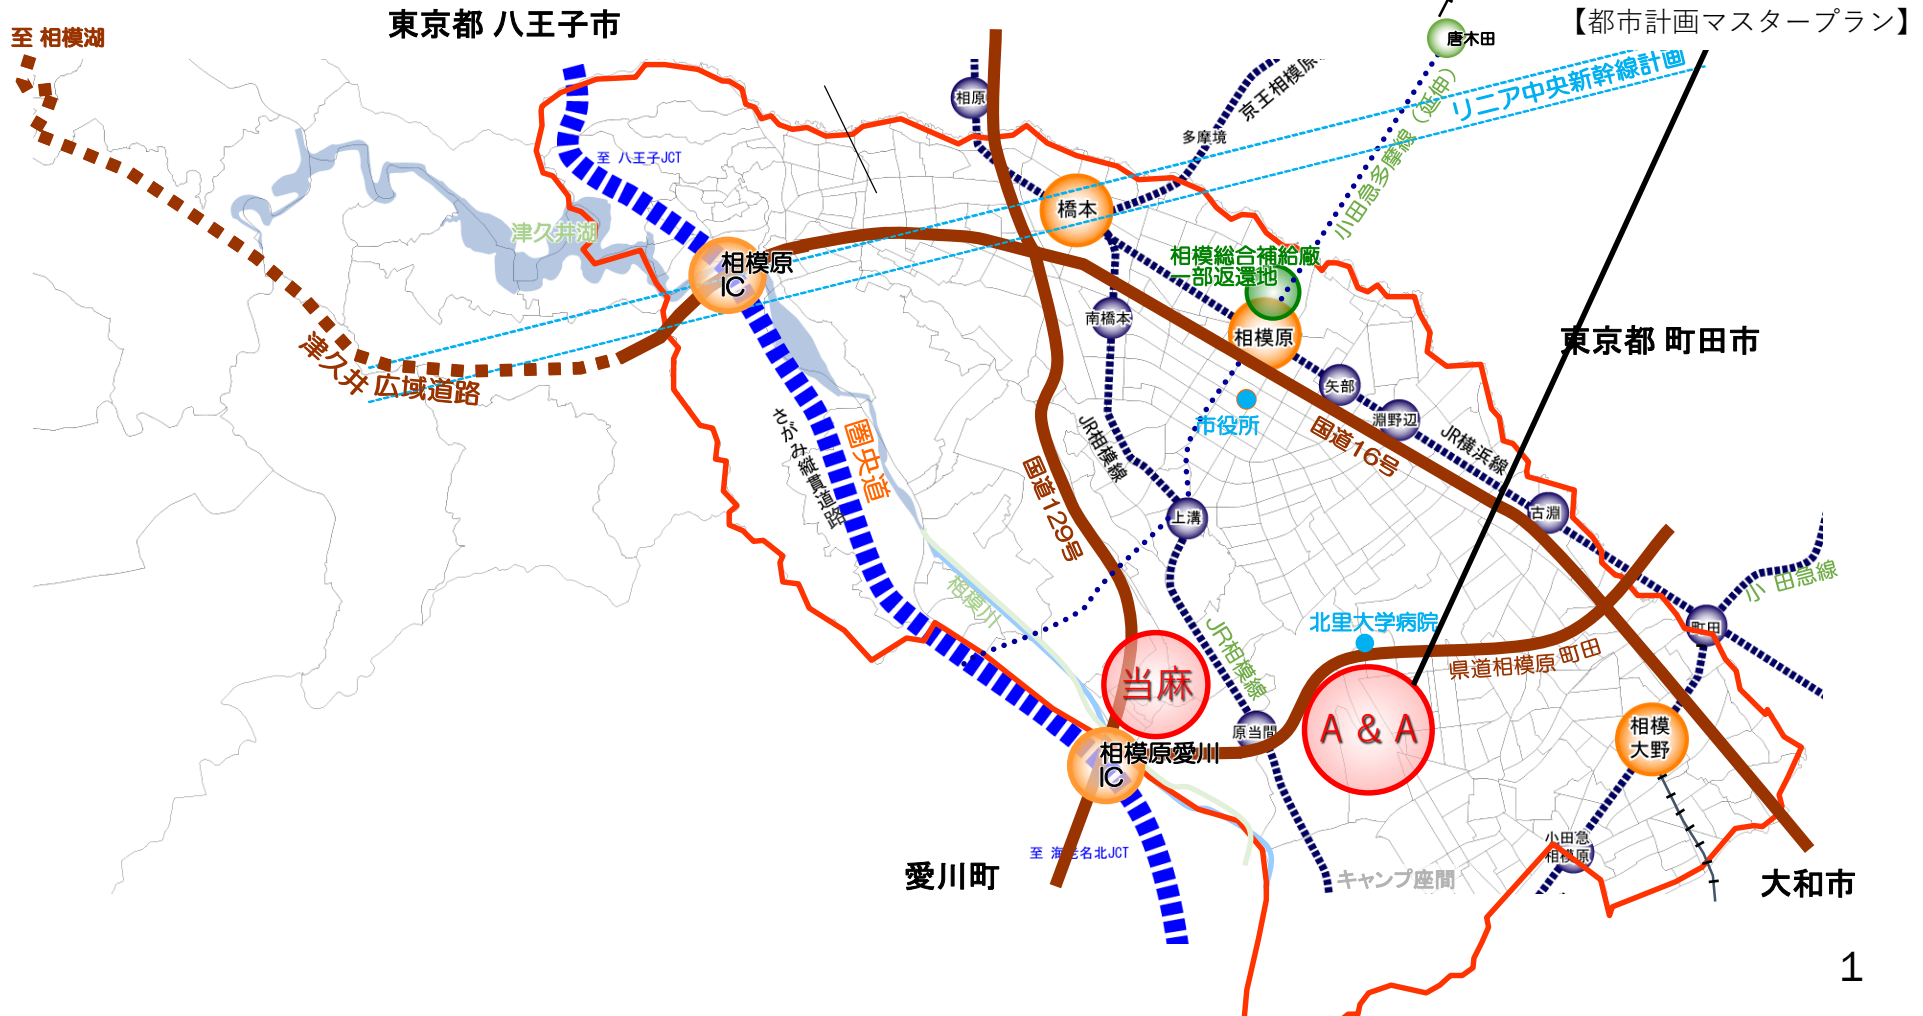 【都市計画マスタープラン】
東京都 八王子市
至 相模湖
唐木田
リニア中央新幹線計画
京王相模原
相原
多摩境
小田急多摩線（延伸）
至 八王子JCT
橋本
津久井湖
相模原
IC
相模総合補給廠
一部返還地
南橋本
相模原
東京都 町田市
津久井 広域道路
矢部
市役所
淵野辺
国道16号
JR横浜線
さがみ縦貫道路
圏央道
JR相模線
国道129号
上溝
古淵
小田急線
相模川
北里大学病院
町田
JR相模線
県道相模原町田
当麻
A & A
原当間
相模
大野
相模原愛川
IC
小田急
相模原
至 海老名北JCT
愛川町
キャンプ座間
大和市
1